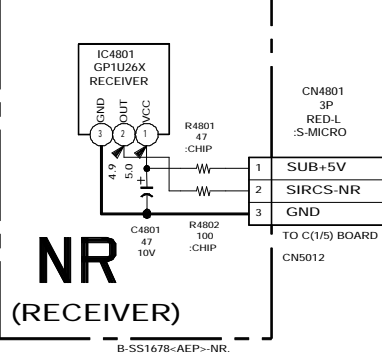 IC4801
GP1U26X
RECEIVER
GND
OUT
VCC
3
2
1
4.9
5.0
+
R4801
47
:CHIP
C4801
47
10V
R4802
100
:CHIP
CN4801
3P
RED-L
:S-MICRO
1 SUB+5V
2 SIRCS-NR
3 GND
TO C(1/5) BOARD
CN5012
NR
(RECEIVER)
B-SS1678<AEP>-NR.